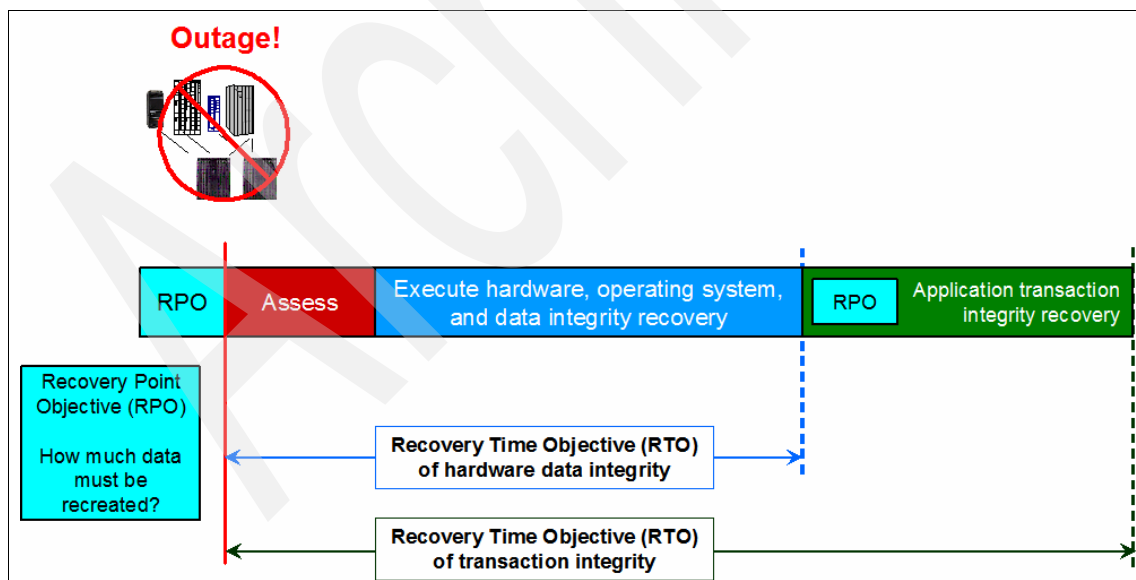 Outage!
RPO
Assess
Execute hardware, operating system,
and data integrity recovery
RPO
Application transaction
integrity recovery
Recovery Point
Objective (RPO)
How much data
must be
recreated?
Recovery Time Objective (RTO)
of hardware data integrity
Recovery Time Objective (RTO)
of transaction integrity